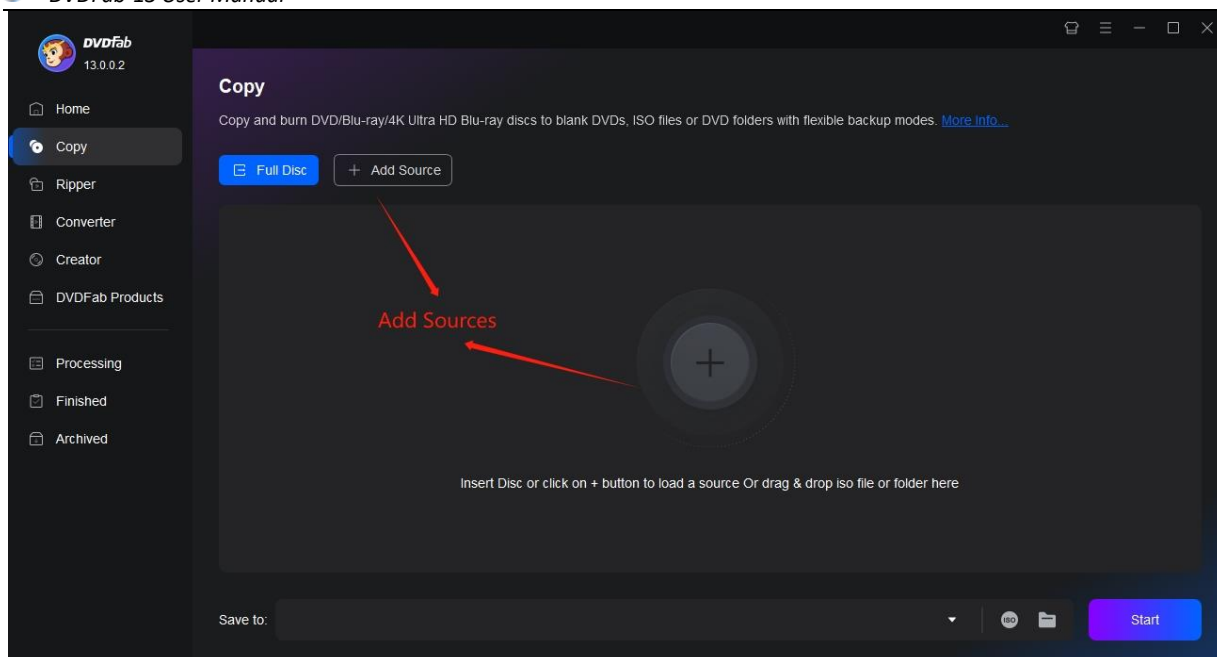 DVDFab 13 User Manual
DVDfab
13.0.0.2
Home
Copy
Ripper
Converter
Creator
DVDFab Products
Processing
Finished
Archived
Copy
Copy and burn DVD/Blu-ray/4K Ultra HD Blu-ray discs to blank DVDs, ISO files or DVD folders with flexible backup modes. More Info...
Full Disc
+ Add Source
Add Sources
Insert Disc or click on + button to load a source Or drag & drop iso file or folder here
Save to:
ISO
Start